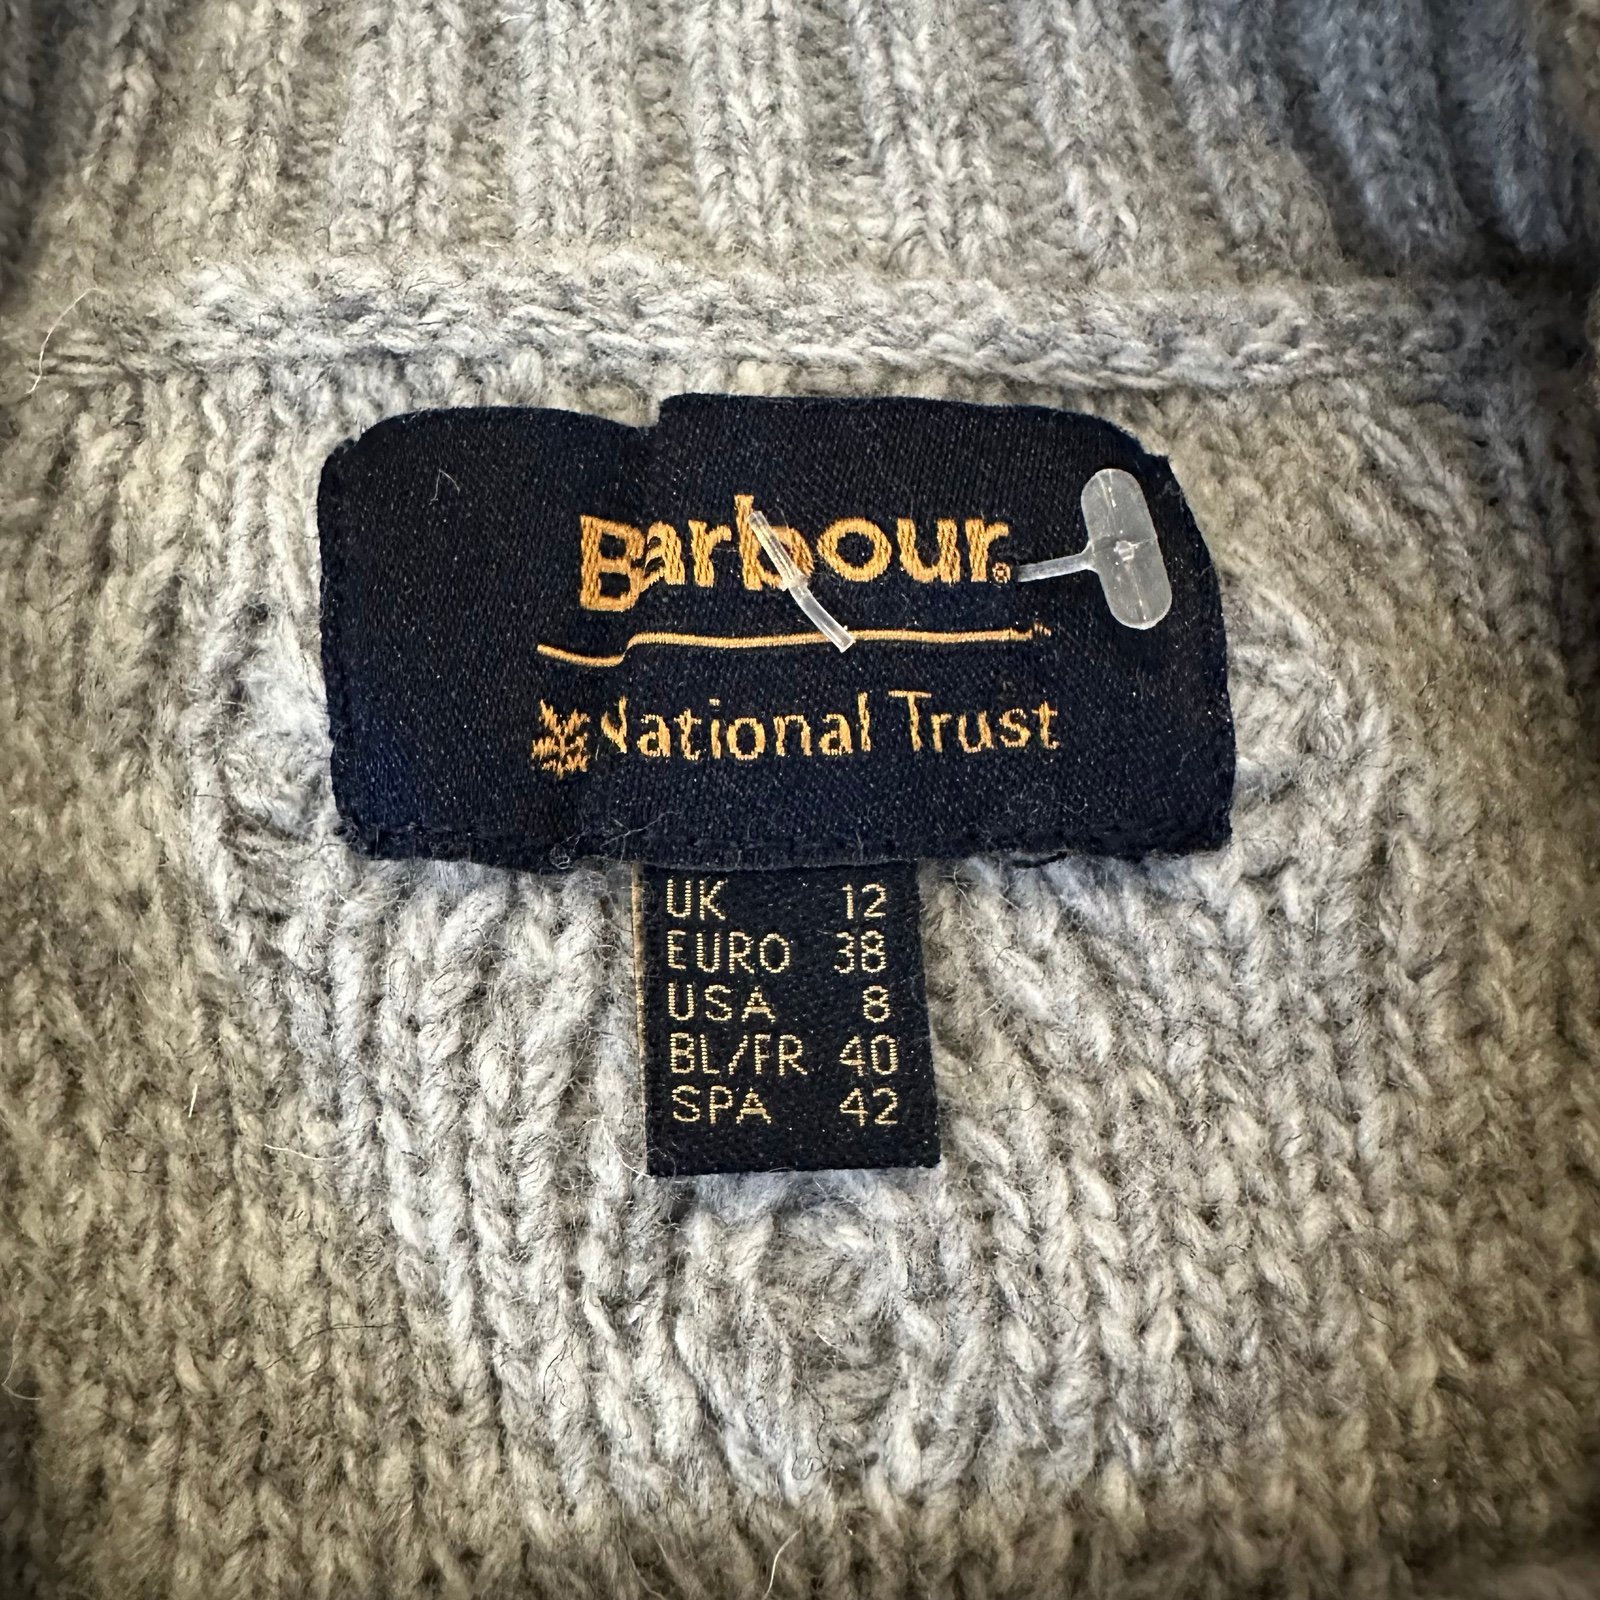 Barbour®
National Trust
UK 12
EURO 38
USA 8
BL/FR 40
SPA 42